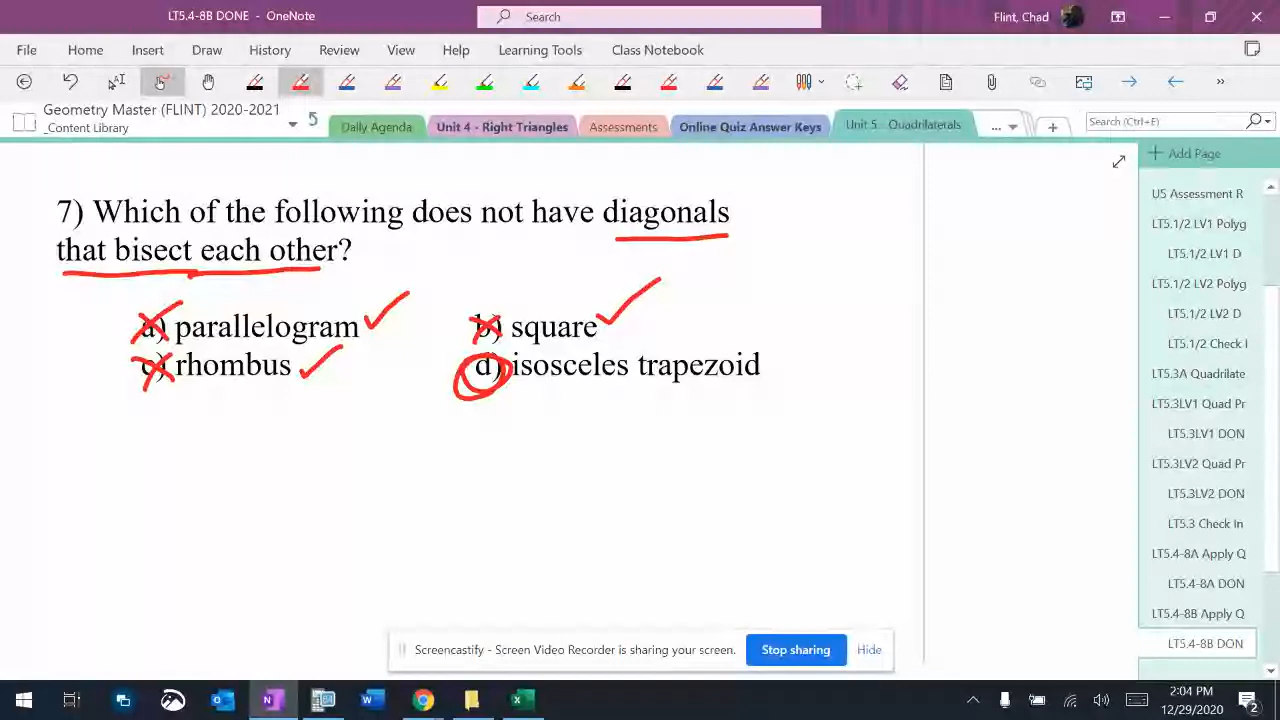 LT5.4-8B DONE - OneNote
Search
Flint, Chad
File Home Insert Draw History Review View Help Learning Tools Class Notebook
Geometry Master (FLINT) 2020-2021
_Content Library
5
Daily Agenda
Unit 4 - Right Triangles
Assessments
Online Quiz Answer Keys
Unit 5 - Quadrilaterals
...
Search (Ctrl+E)
Add Page
US Assessment R
LT5.1/2 LV1 Polyg
LT5.1/2 LV1 D
LT5.1/2 LV2 Polyg
LT5.1/2 LV2 D
LT5.1/2 Check I
LT5.3A Quadrilate
LT5.3LV1 Quad Pr
LT5.3LV1 DON
LT5.3LV2 Quad Pr
LT5.3LV2 DON
LT5.3 Check In
LT5.4-8A Apply Q
LT5.4-8A DON
LT5.4-8B Apply Q
LT5.4-8B DON
7) Which of the following does not have diagonals
that bisect each other?
a) parallelogram b) square
c) rhombus d) isosceles trapezoid
Screencastify - Screen Video Recorder is sharing your screen. Stop sharing Hide
2:04 PM
12/29/2020
2